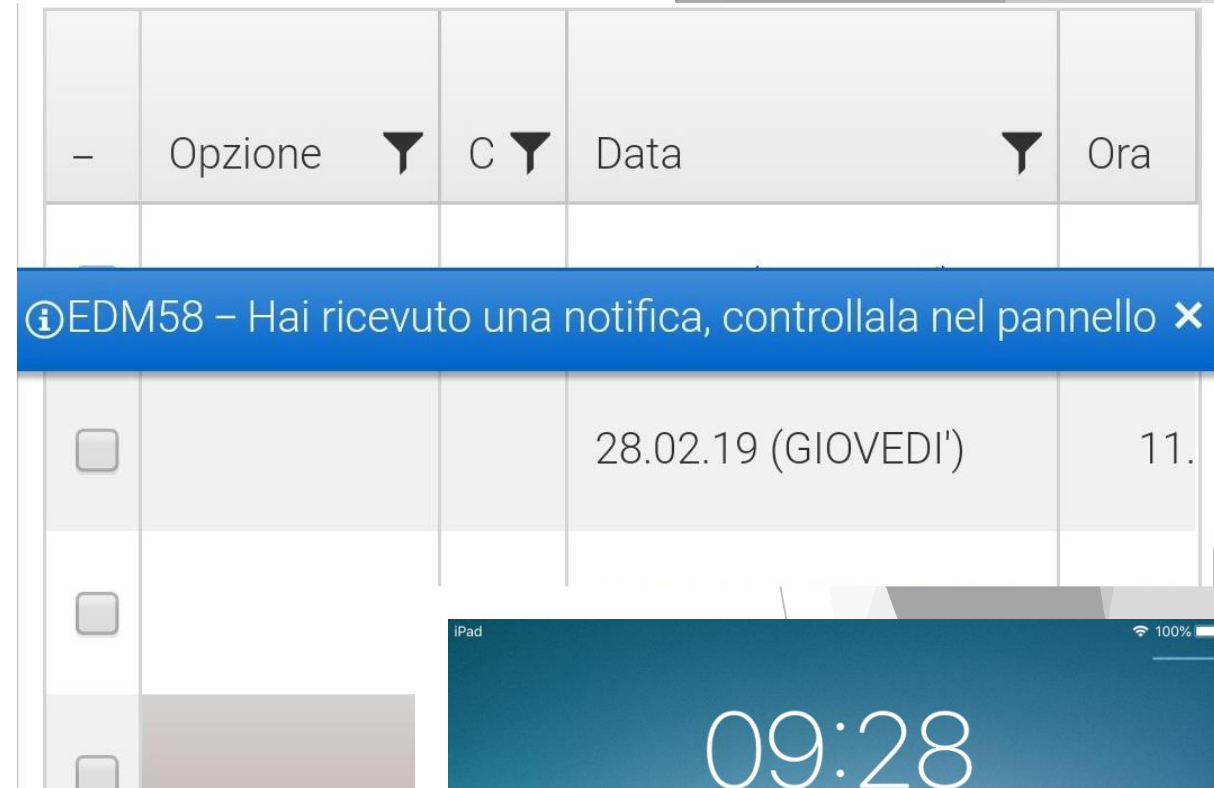 – Opzione C Data Ora
EDM58 – Hai ricevuto una notifica, controllala nel pannello ×
28.02.19 (GIOVEDI') 11.
iPad 100%
09:28